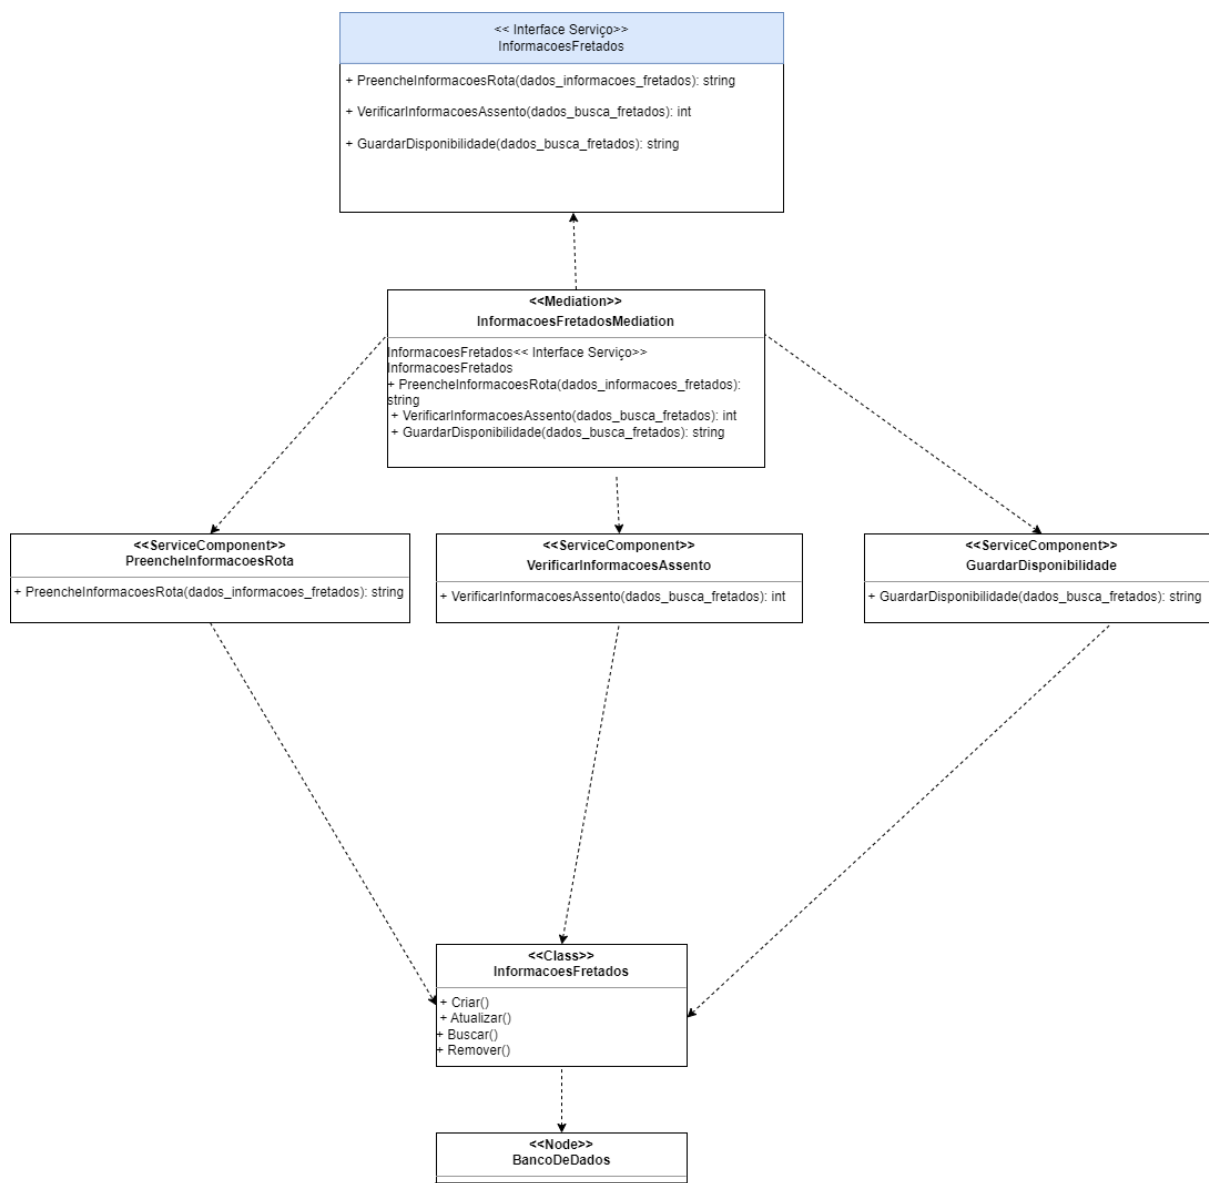 << Interface Serviço>>
InformacoesFretados
+ PreencheInformacoesRota(dados_informacoes_fretados): string
+ VerificarInformacoesAssento(dados_busca_fretados): int
+ GuardarDisponibilidade(dados_busca_fretados): string
<<Mediation>>
InformacoesFretadosMediation
InformacoesFretados<< Interface Serviço>>
InformacoesFretados
+ PreencheInformacoesRota(dados_informacoes_fretados):
string
+ VerificarInformacoesAssento(dados_busca_fretados): int
+ GuardarDisponibilidade(dados_busca_fretados): string
<<ServiceComponent>>
PreencheInformacoesRota
+ PreencheInformacoesRota(dados_informacoes_fretados): string
<<ServiceComponent>>
VerificarInformacoesAssento
+ VerificarInformacoesAssento(dados_busca_fretados): int
<<ServiceComponent>>
GuardarDisponibilidade
+ GuardarDisponibilidade(dados_busca_fretados): string
<<Class>>
InformacoesFretados
+ Criar()
+ Atualizar()
+ Buscar()
+ Remover()
<<Node>>
BancoDeDados